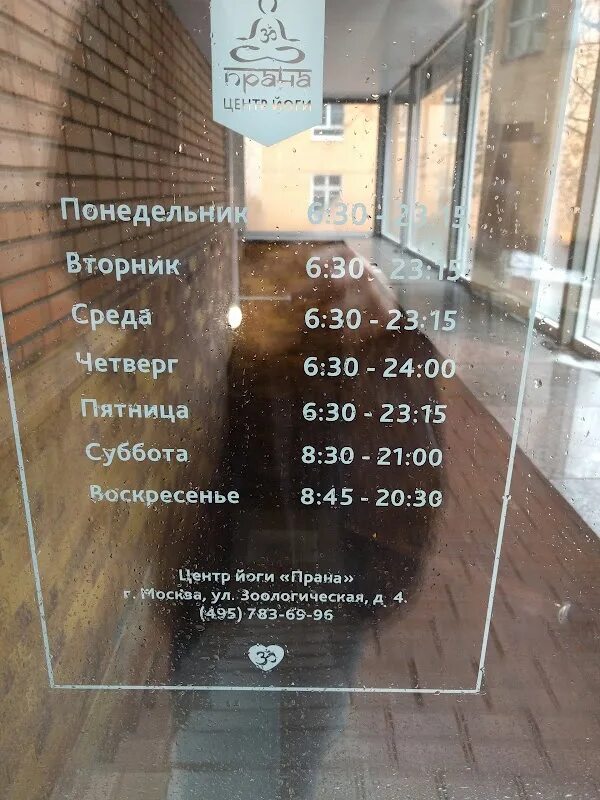 ॐ
прана
ЦЕНТР ЙОГИ
Понедельник 6:30 - 23:15
Вторник 6:30 - 23:15
Среда 6:30 - 23:15
Четверг 6:30 - 24:00
Пятница 6:30 - 23:15
Суббота 8:30 - 21:00
Воскресенье 8:45 - 20:30
Центр йоги «Прана»
г. Москва, ул. Зоологическая, д. 4.
(495) 783-69-96
ॐ